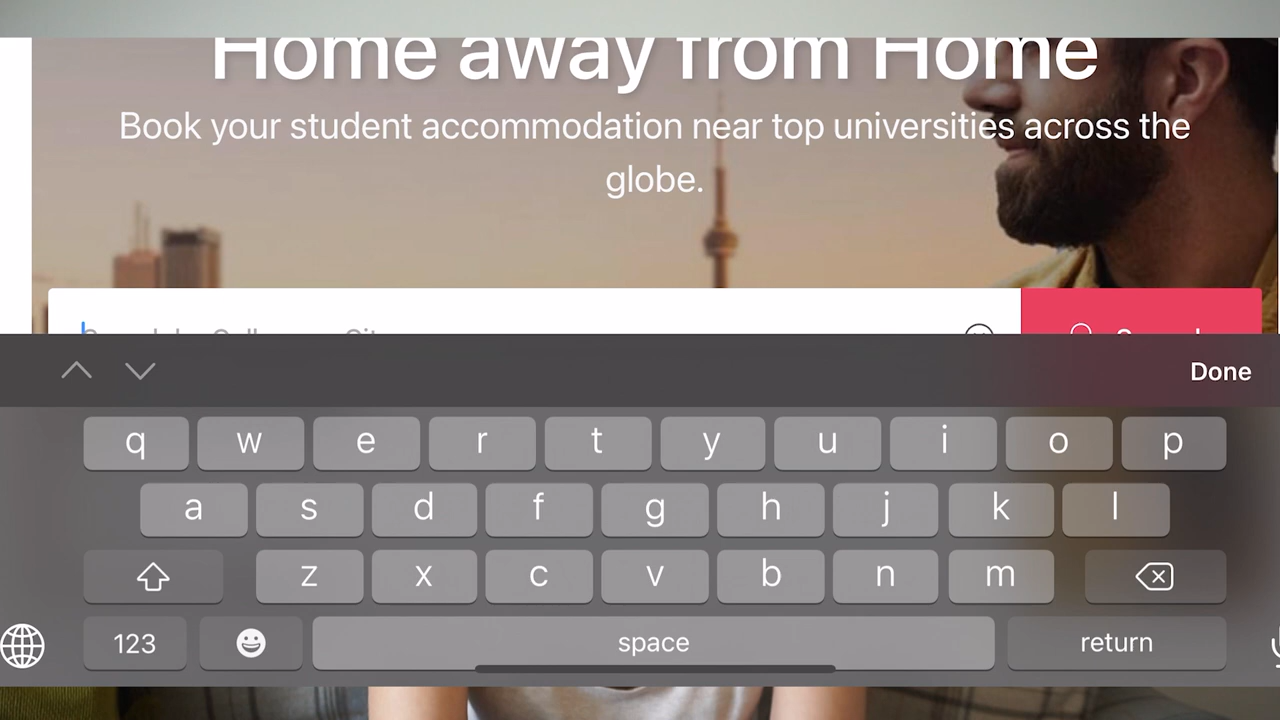 Home away from Home
Book your student accommodation near top universities across the
globe.
Done
q w e r t y u i o p
a s d f g h j k l
z x c v b n m
123 space return